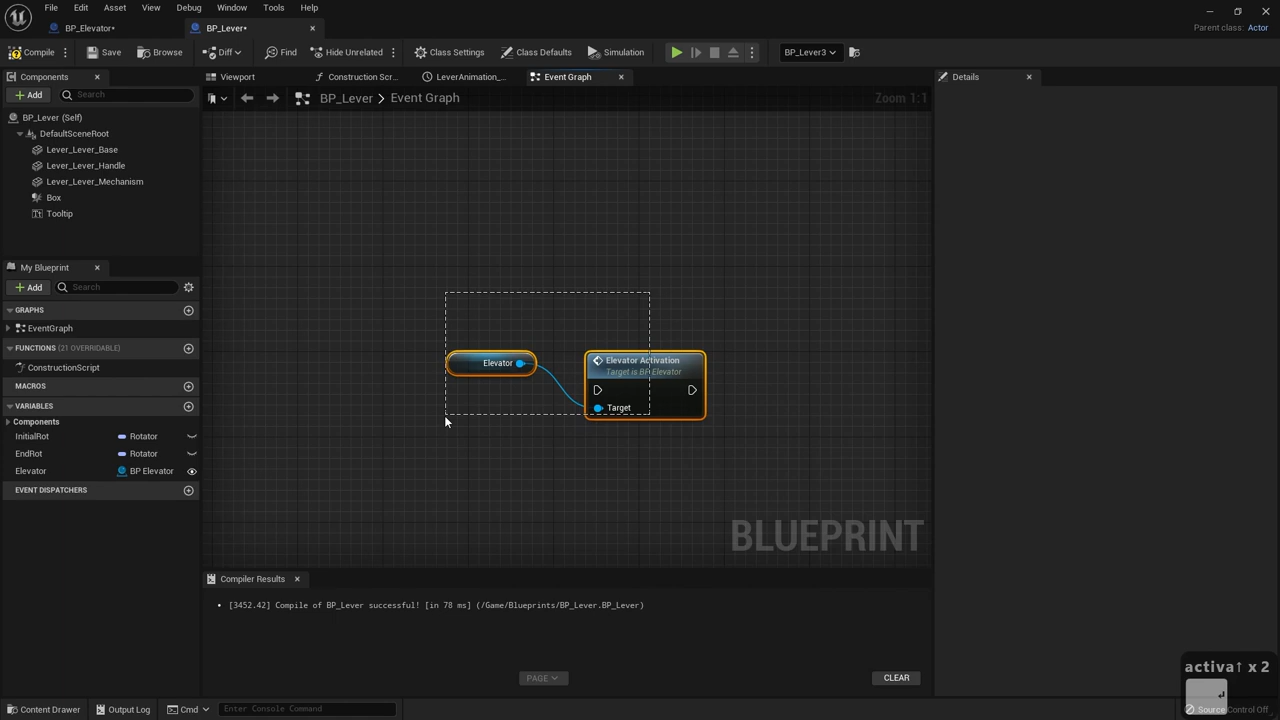 File Edit Asset View Debug Window Tools Help
BP_Elevator* BP_Lever*
Parent class: Actor
Compile Save Browse Diff Find Hide Unrelated Class Settings Class Defaults Simulation BP_Lever3
Components
Viewport Construction Scr... LeverAnimation_... Event Graph
Details
Add Search
BP_Lever > Event Graph
Zoom 1:1
BP_Lever (Self)
DefaultSceneRoot
Lever_Lever_Base
Lever_Lever_Handle
Lever_Lever_Mechanism
Box
Tooltip
My Blueprint
Add Search
GRAPHS
EventGraph
FUNCTIONS (21 OVERRIDABLE)
ConstructionScript
MACROS
VARIABLES
Components
InitialRot Rotator
EndRot Rotator
Elevator BP Elevator
EVENT DISPATCHERS
Elevator
Elevator Activation
Target is BP Elevator
Target
BLUEPRINT
Compiler Results
[3452.42] Compile of BP_Lever successful! [in 78 ms] (/Game/Blueprints/BP_Lever.BP_Lever)
PAGE
CLEAR
activa↑ x 2
Content Drawer Output Log Cmd Enter Console Command
Source Control Off